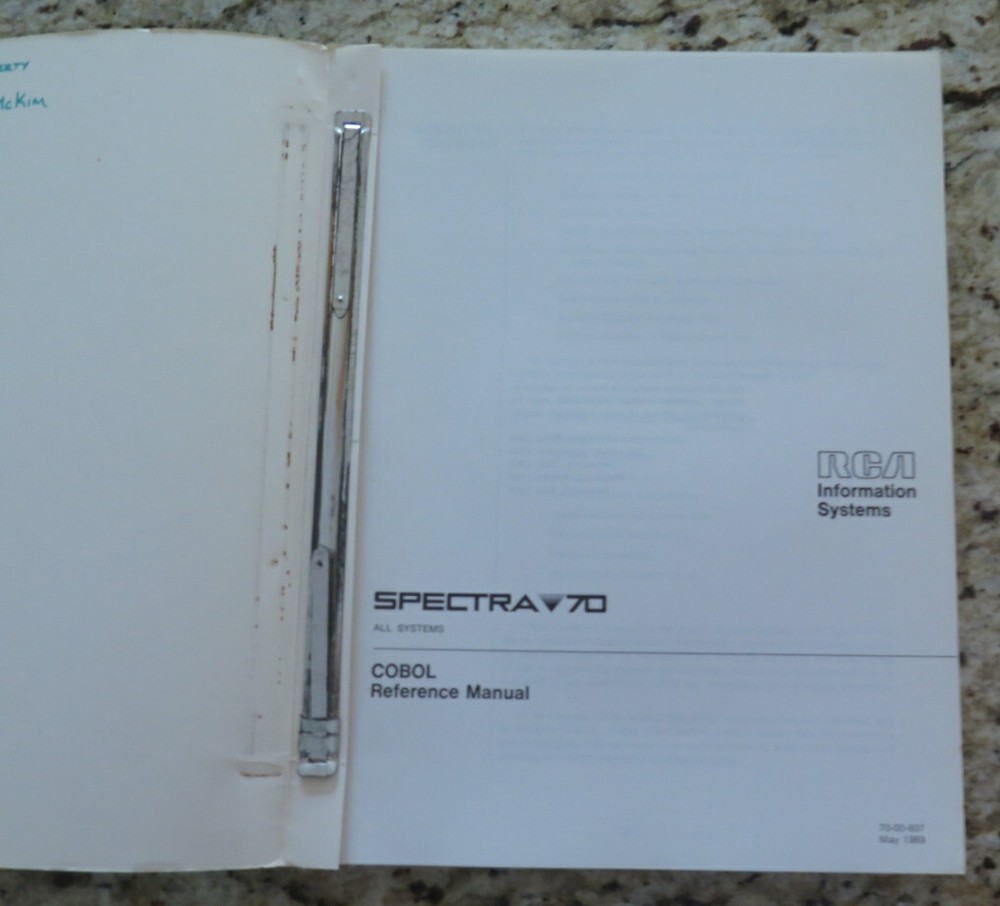 McKim
RCA
Information
Systems
SPECTRA 70
ALL SYSTEMS
COBOL
Reference Manual
70-00-607
May 1969